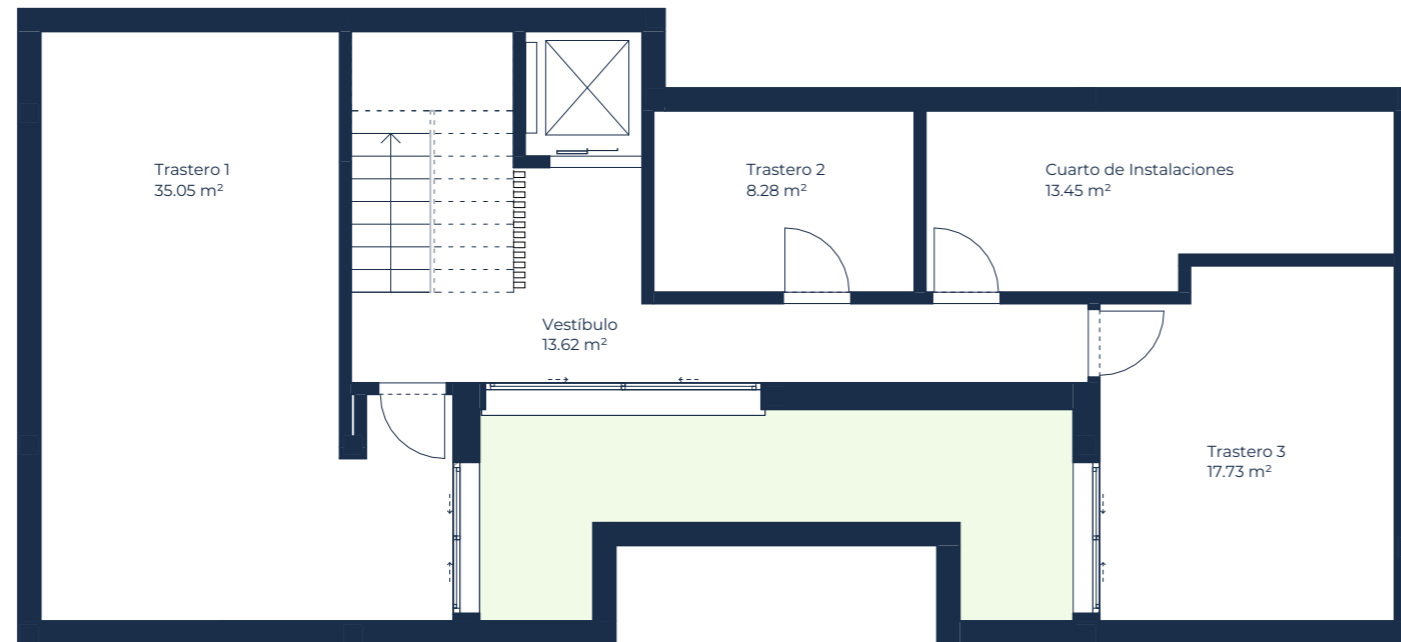 Trastero 1
35.05 m²
Trastero 2
8.28 m²
Cuarto de Instalaciones
13.45 m²
Vestíbulo
13.62 m²
Trastero 3
17.73 m²